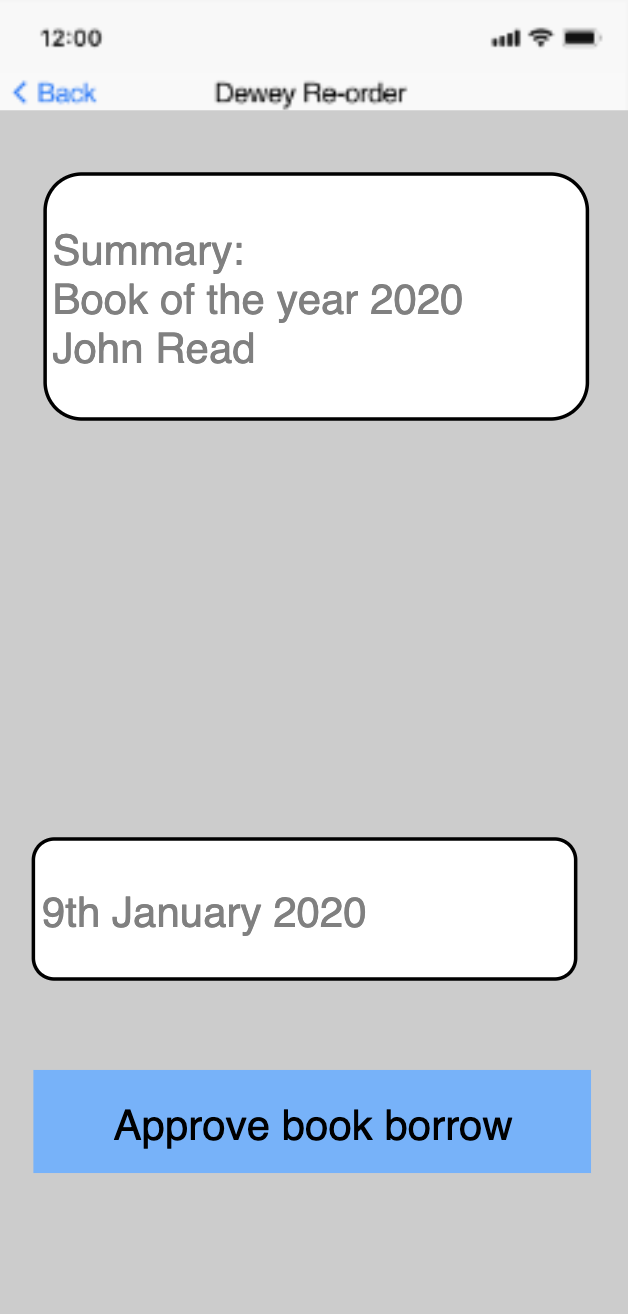 12:00
Back
Dewey Re-order
Summary:
Book of the year 2020
John Read
9th January 2020
Approve book borrow